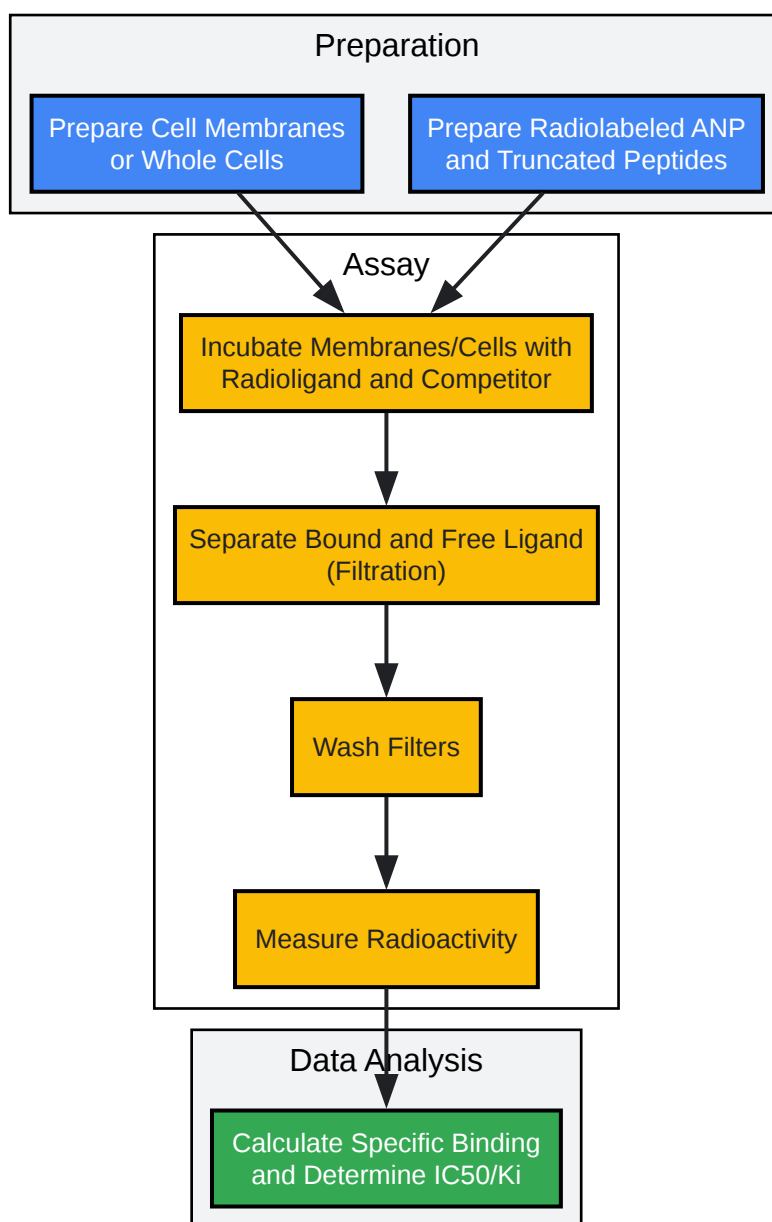 Preparation
Prepare Cell Membranes
or Whole Cells
Prepare Radiolabeled ANP
and Truncated Peptides
Assay
Incubate Membranes/Cells with
Radioligand and Competitor
Separate Bound and Free Ligand
(Filtration)
Wash Filters
Measure Radioactivity
Data Analysis
Calculate Specific Binding
and Determine IC50/Ki